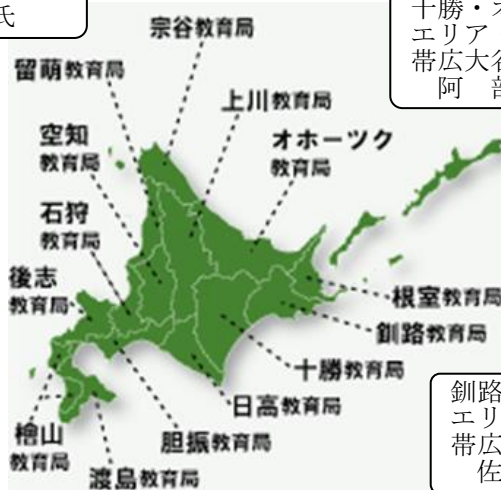 氏
十勝・オ
エリア
帯広大谷
阿 部
宗谷教育局
留萌教育局
上川教育局
空知
教育局
オホーツク
教育局
石狩
教育局
後志
教育局
根室教育局
釧路教育局
十勝教育局
日高教育局
檜山
教育局
胆振教育局
渡島教育局
釧路
エリ
帯広
佐